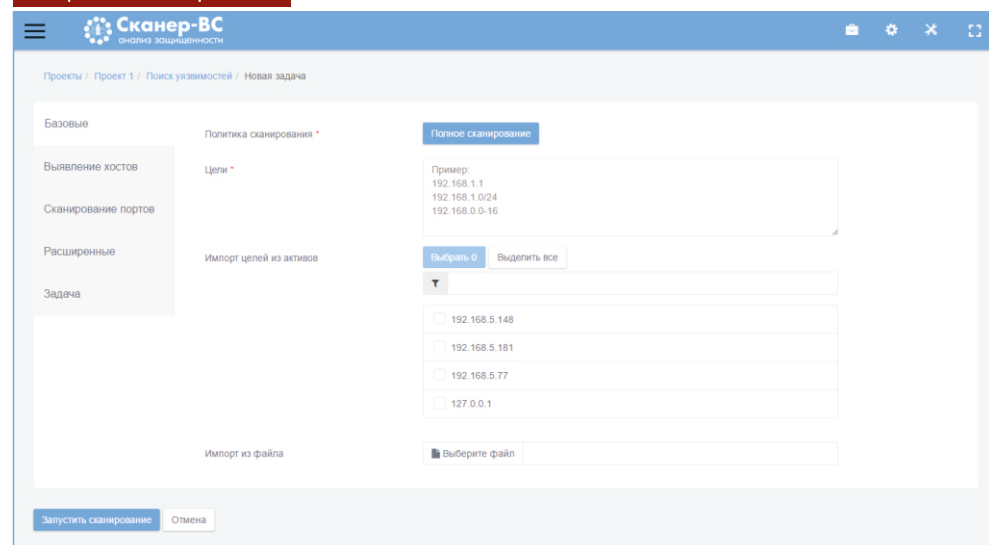 Сканер-ВС
анализ защищенности
Проекты / Проект 1 / Поиск уязвимостей / Новая задача
Базовые
Политика сканирования *
Полное сканирование
Выявление хостов
Цели *
Пример:
192.168.1.1
192.168.1.0/24
192.168.0.0-16
Сканирование портов
Расширенные
Импорт целей из активов
Выбрать 0
Выделить все
Задача
192.168.5.148
192.168.5.181
192.168.5.77
127.0.0.1
Импорт из файла
Выберите файл
Запустить сканирование
Отмена